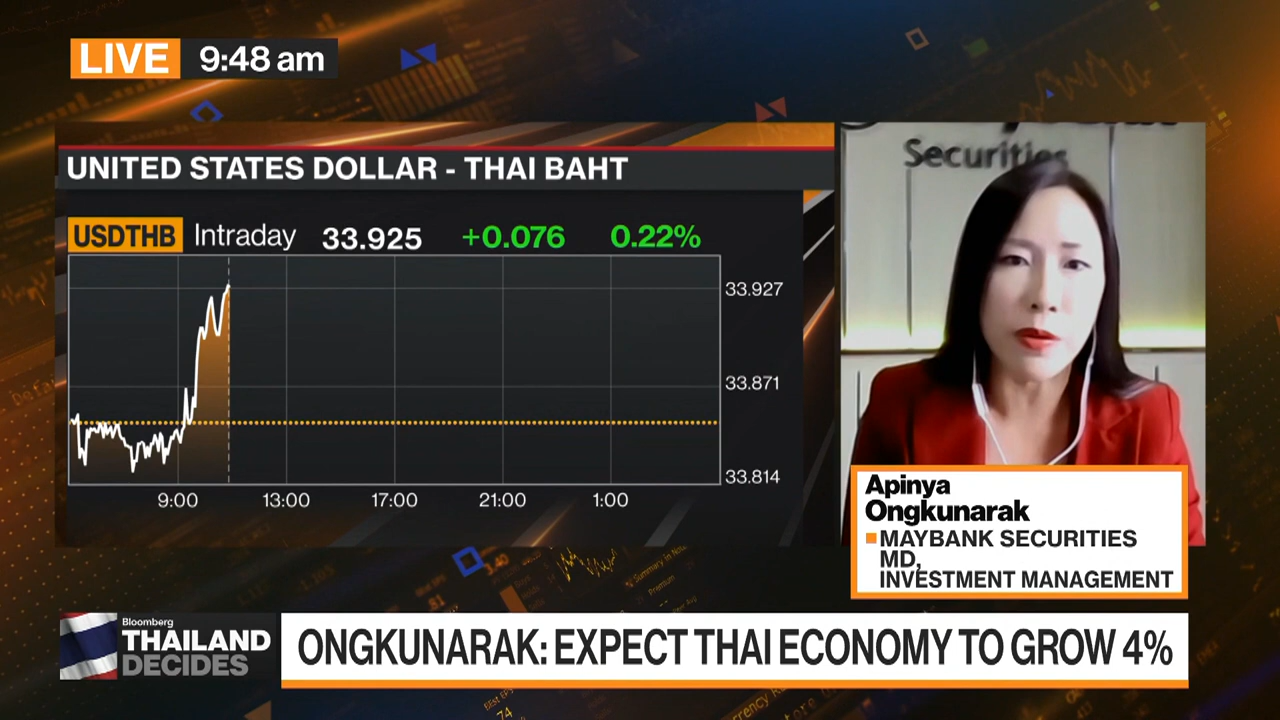 LIVE 9:48 am
Securities
UNITED STATES DOLLAR - THAI BAHT
USDTHB Intraday 33.925 +0.076 0.22%
33.927
33.871
33.814
9:00 13:00 17:00 21:00 1:00
Apinya
Ongkunarak
MAYBANK SECURITIES
MD,
INVESTMENT MANAGEMENT
Bloomberg
THAILAND
DECIDES
ONGKUNARAK: EXPECT THAI ECONOMY TO GROW 4%